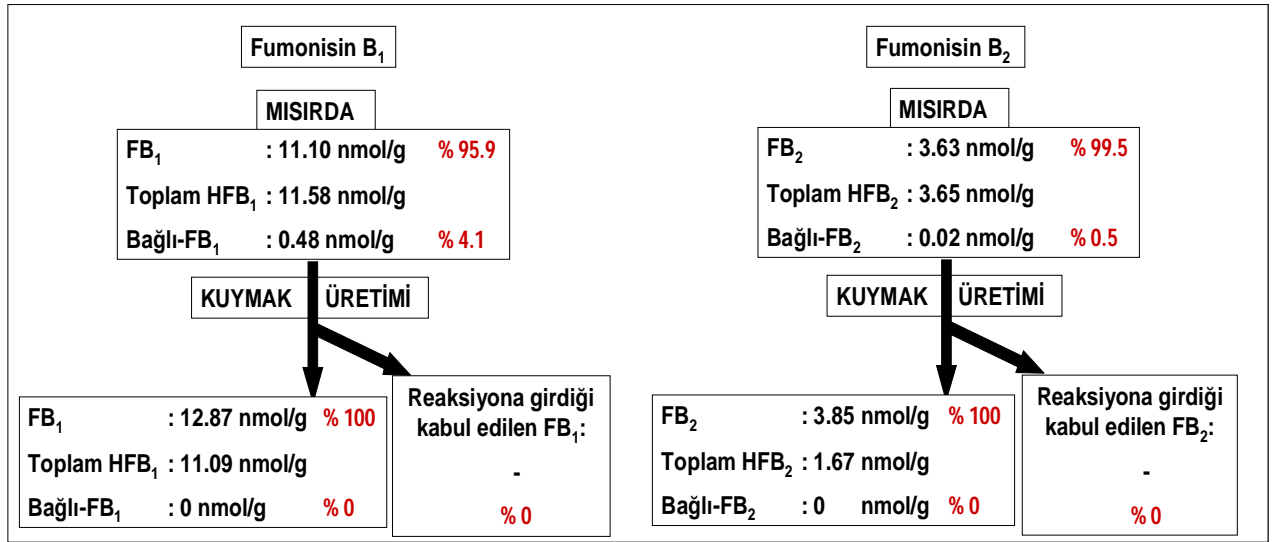 Fumonisin B₁
MISIRDA
FB₁ : 11.10 nmol/g % 95.9
Toplam HFB₁ : 11.58 nmol/g
Bağlı-FB₁ : 0.48 nmol/g % 4.1
KUYMAK ÜRETİMİ
FB₁ : 12.87 nmol/g % 100
Toplam HFB₁ : 11.09 nmol/g
Bağlı-FB₁ : 0 nmol/g % 0
Reaksiyona girdiği
kabul edilen FB₁:
-
% 0
Fumonisin B₂
MISIRDA
FB₂ : 3.63 nmol/g % 99.5
Toplam HFB₂ : 3.65 nmol/g
Bağlı-FB₂ : 0.02 nmol/g % 0.5
KUYMAK ÜRETİMİ
FB₂ : 3.85 nmol/g % 100
Toplam HFB₂ : 1.67 nmol/g
Bağlı-FB₂ : 0 nmol/g % 0
Reaksiyona girdiği
kabul edilen FB₂:
-
% 0